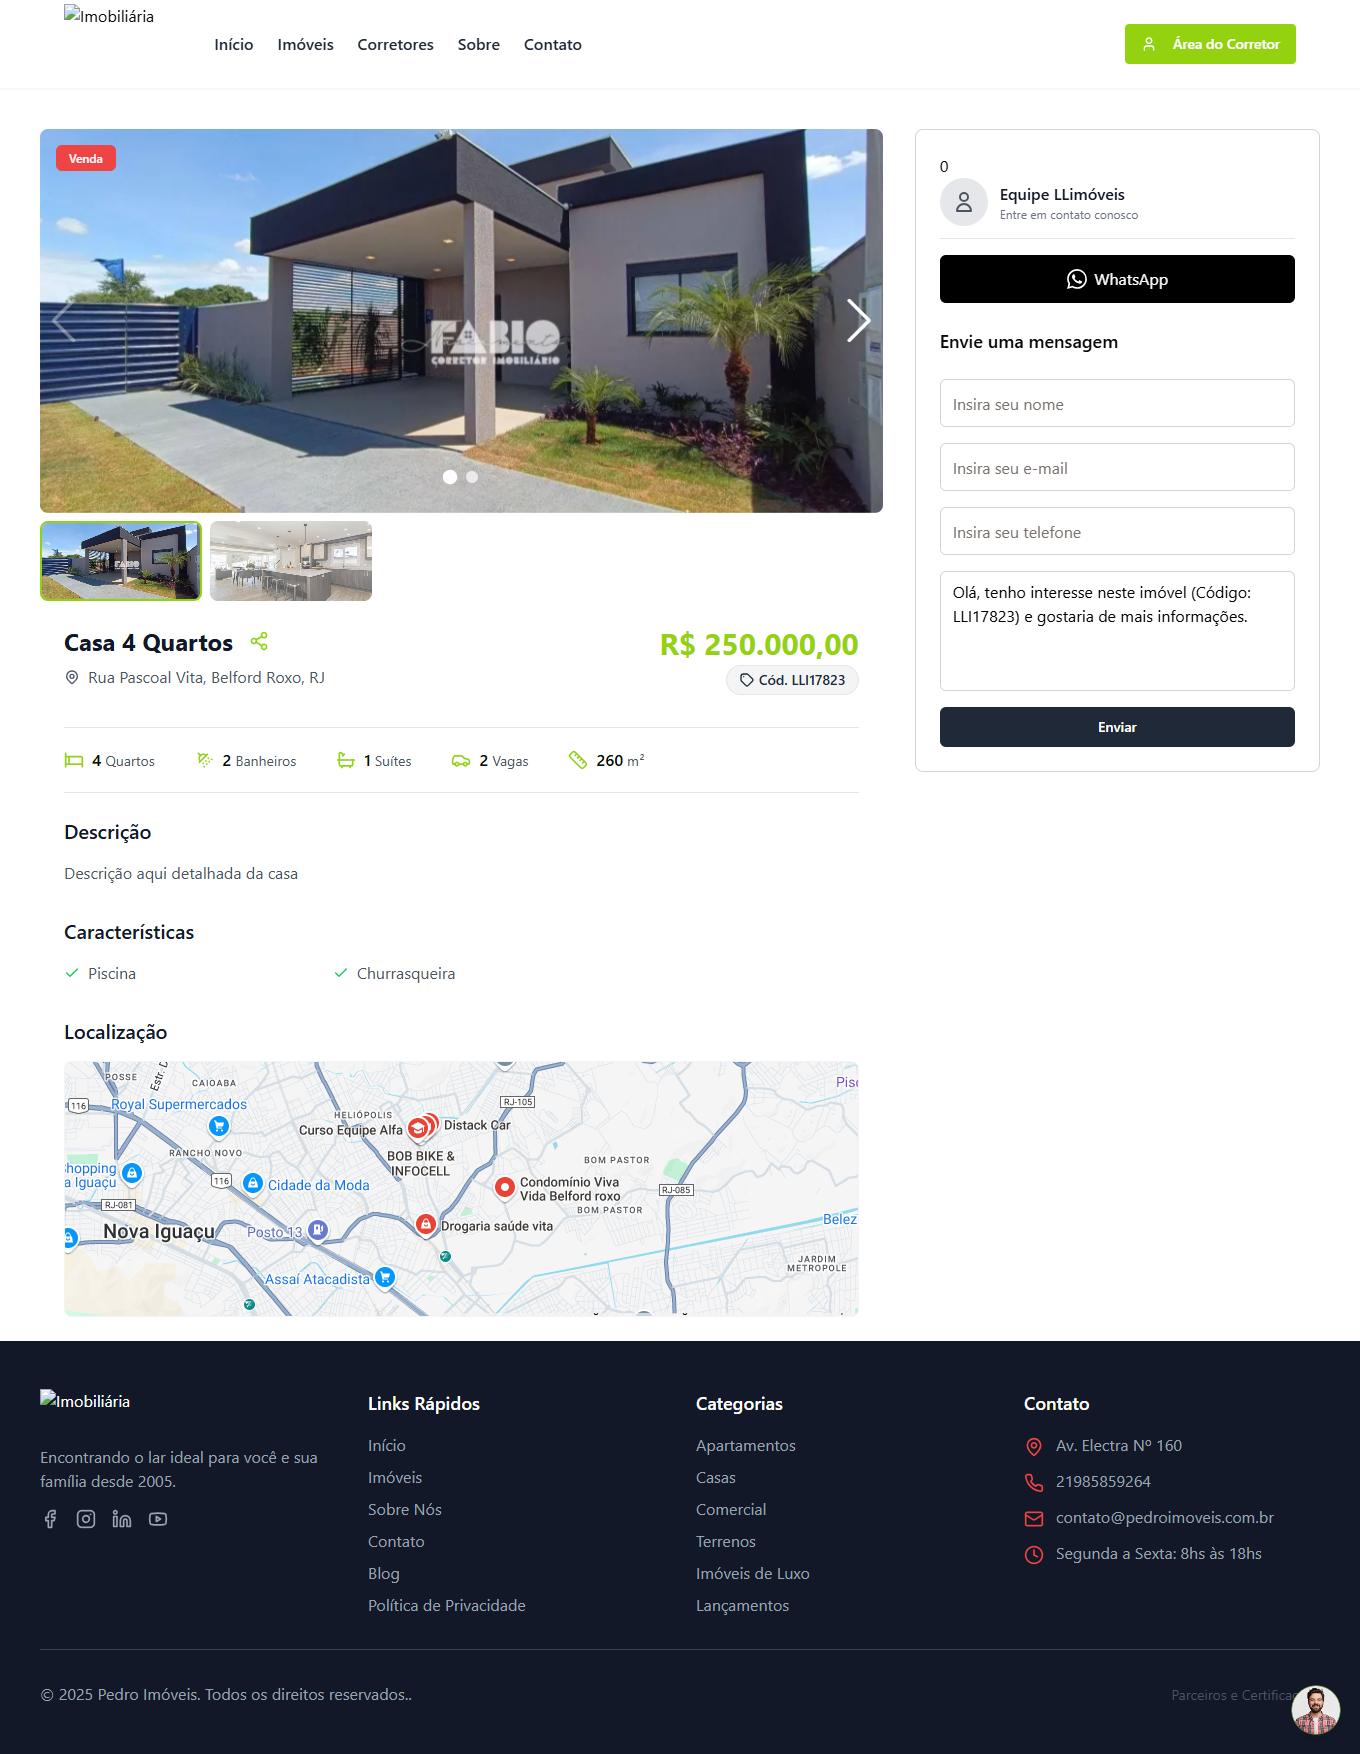 Imobiliária
Início Imóveis Corretores Sobre Contato
Área do Corretor
Venda
FABIO
CORRETOR IMOBILIÁRIO
0
Equipe LLimóveis
Entre em contato conosco
WhatsApp
Envie uma mensagem
Insira seu nome
Insira seu e-mail
Insira seu telefone
Olá, tenho interesse neste imóvel (Código:
LLI17823) e gostaria de mais informações.
Enviar
FABIO
Casa 4 Quartos
R$ 250.000,00
Rua Pascoal Vita, Belford Roxo, RJ
Cód. LLI17823
4 Quartos 2 Banheiros 1 Suítes 2 Vagas 260 m²
Descrição
Descrição aqui detalhada da casa
Características
Piscina Churrasqueira
Localização
POSSE
Estr. D
CAIOABA
Pisc
116
Royal Supermercados
RJ-105
HELIÓPOLIS
Curso Equipe Alfa
Distack Car
RANCHO NOVO
BOB BIKE &
INFOCELL
BOM PASTOR
Shopping
a Iguaçu
116
Cidade da Moda
Condomínio Viva
Vida Belford roxo
RJ-085
RJ-081
BOM PASTOR
Nova Iguaçu
Posto 13
Drogaria saúde vita
Belez
JARDIM
METROPOLE
Assaí Atacadista
Imobiliária
Encontrando o lar ideal para você e sua
família desde 2005.
Links Rápidos
Início
Imóveis
Sobre Nós
Contato
Blog
Política de Privacidade
Categorias
Apartamentos
Casas
Comercial
Terrenos
Imóveis de Luxo
Lançamentos
Contato
Av. Electra Nº 160
21985859264
contato@pedroimoveis.com.br
Segunda a Sexta: 8hs às 18hs
© 2025 Pedro Imóveis. Todos os direitos reservados..
Parceiros e Certificaç